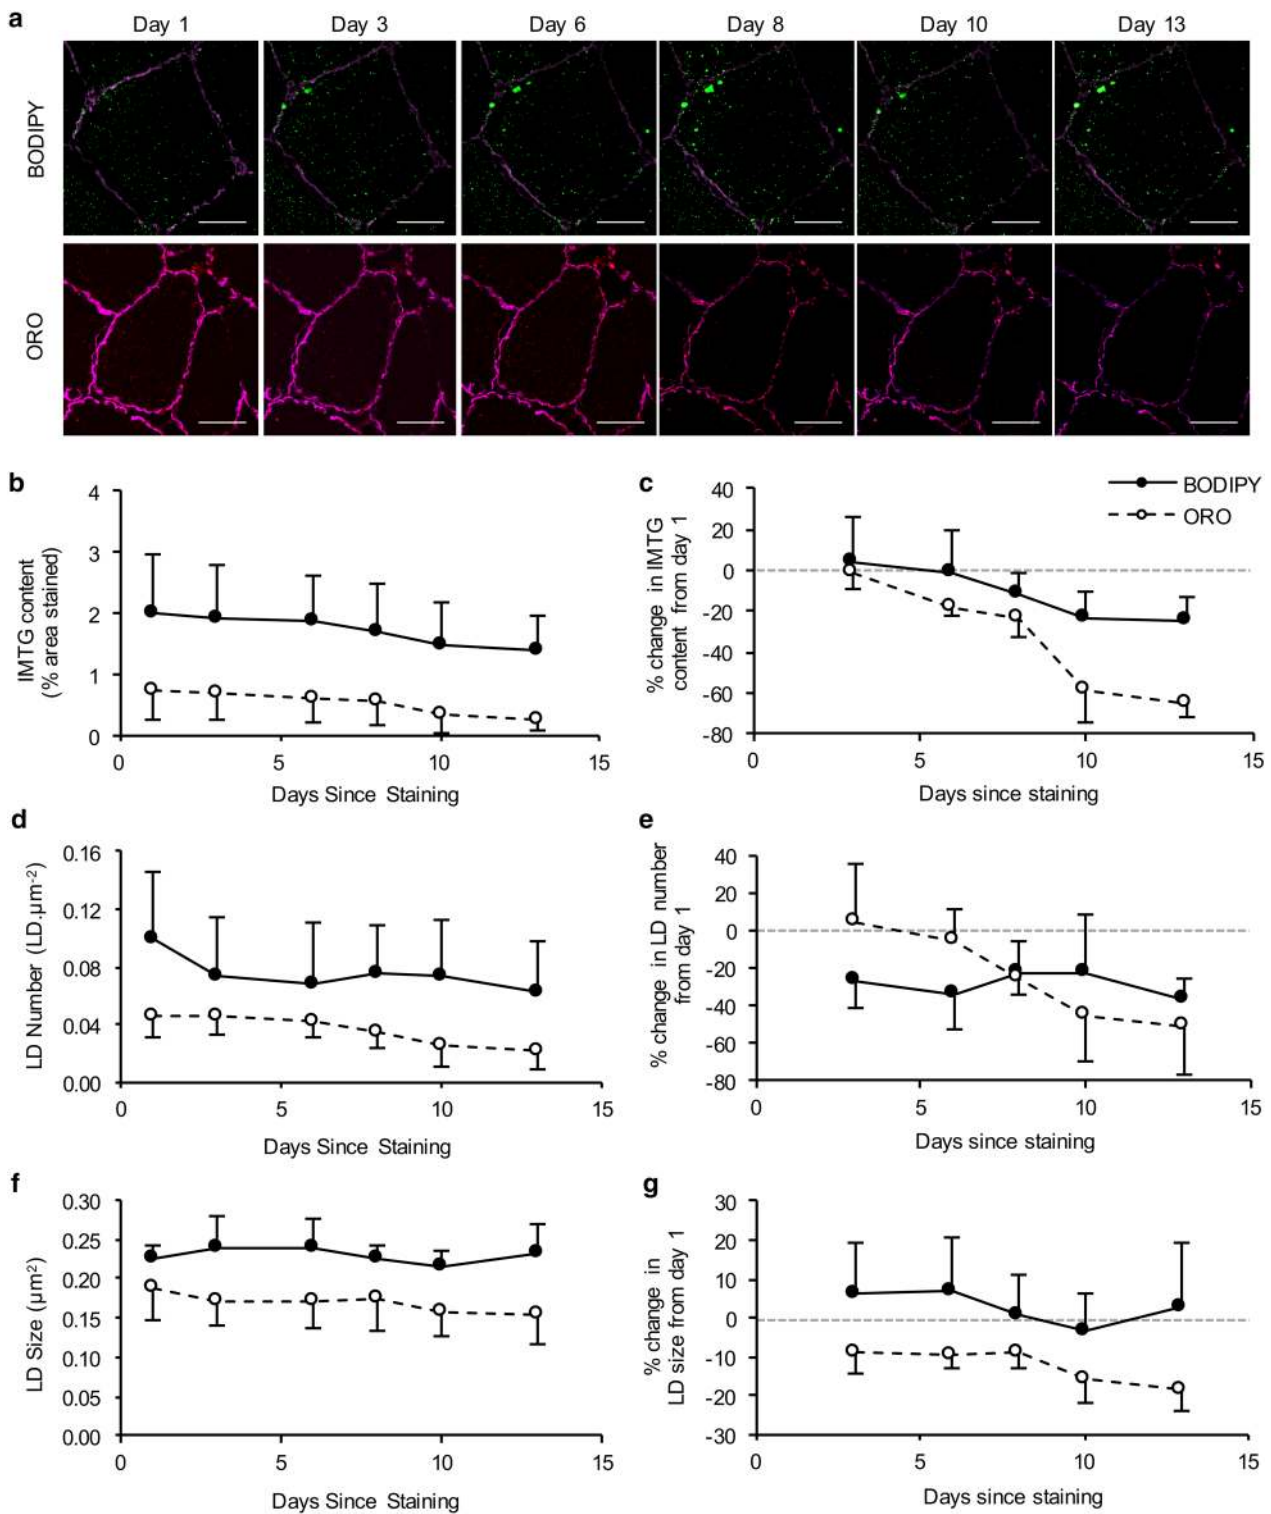 a
Day 1 Day 3 Day 6 Day 8 Day 10 Day 13
BODIPY
ORO
b
IMTG content
(% area stained)
4
3
2
1
0
0 5 10 15
Days Since Staining
c
% change in IMTG
content from day 1
40
20
0
-20
-40
-60
-80
0 5 10 15
Days since staining
BODIPY
ORO
d
LD Number (LD.µm-2)
0.16
0.12
0.08
0.04
0.00
0 5 10 15
Days Since Staining
e
% change in LD number
from day 1
40
20
0
-20
-40
-60
-80
0 5 10 15
Days since staining
f
LD Size (µm2)
0.30
0.25
0.20
0.15
0.10
0.05
0.00
0 5 10 15
Days Since Staining
g
% change in
LD size from day 1
30
20
10
0
-10
-20
-30
0 5 10 15
Days since staining